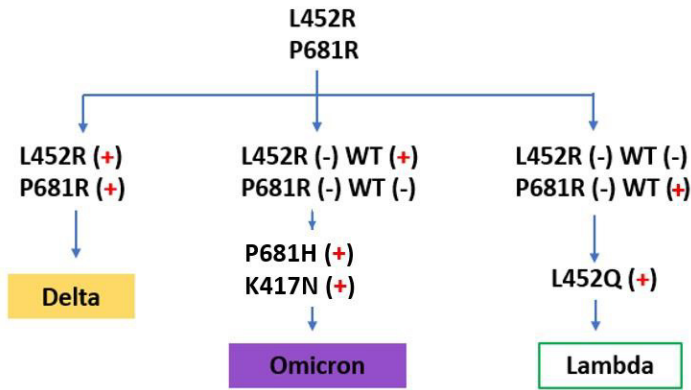 L452R
P681R
L452R (+)
P681R (+)
L452R (-) WT (+)
P681R (-) WT (-)
L452R (-) WT (-)
P681R (-) WT (+)
P681H (+)
K417N (+)
L452Q (+)
Delta
Omicron
Lambda